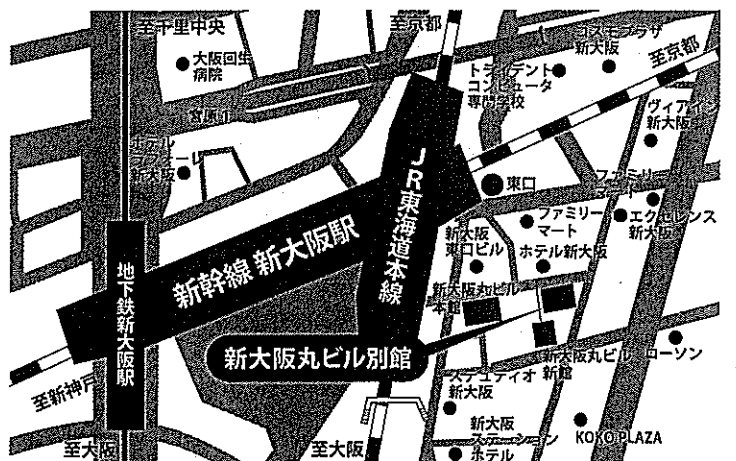 至千里中央
至京都
コスモプラザ
新大阪
至京都
大阪回生
病院
トライデント
コンピュータ
専門学校
宮原1
ヴィアイン
新大阪
ホテル
ラフォーレ
新大阪
JR東海道本線
東口
ファミリー
マート
ファミリー
マート
エクセレンス
新大阪
新大阪
東口ビル
ホテル新大阪
新幹線 新大阪駅
地下鉄新大阪駅
新大阪丸ビル
本館
新大阪丸ビル別館
新大阪丸ビル
新館
ローソン
至新神戸
ステュディオ
新大阪
新大阪
ステーション
ホテル
KOKO PLAZA
至大阪
至大阪